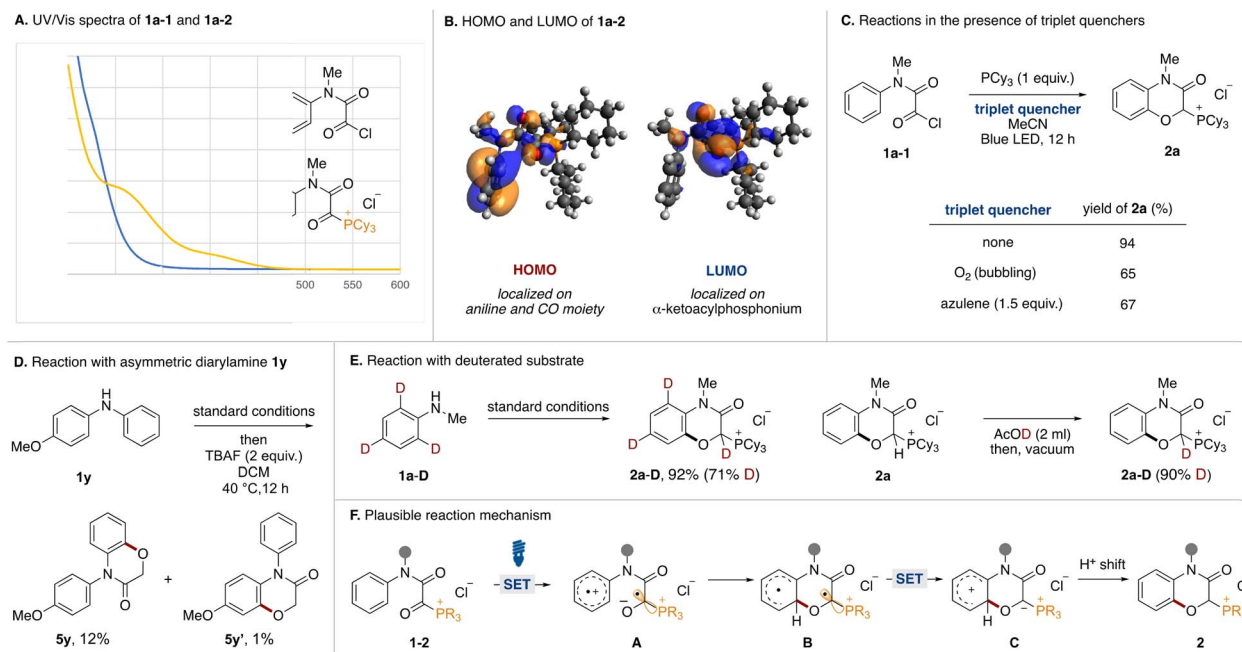 A. UV/Vis spectra of 1a-1 and 1a-2
Me
N
O
O
Cl
Me
N
O
O
PCy3
+
Cl−
500 550 600
B. HOMO and LUMO of 1a-2
HOMO
localized on
aniline and CO moiety
LUMO
localized on
α-ketoacylphosphonium
C. Reactions in the presence of triplet quenchers
Me
N
O
O
Cl
1a-1
PCy3 (1 equiv.)
triplet quencher
MeCN
Blue LED, 12 h
Me
N
O
O
+
PCy3
Cl−
2a
triplet quencher yield of 2a (%)
none 94
O2 (bubbling) 65
azulene (1.5 equiv.) 67
D. Reaction with asymmetric diarylamine 1y
H
N
MeO
1y
standard conditions
then
TBAF (2 equiv.)
DCM
40 °C,12 h
O
N
O
MeO
5y, 12%
+
N
O
O
MeO
5y', 1%
E. Reaction with deuterated substrate
D
H
N
Me
D
D
1a-D
standard conditions
D
Me
N
O
Cl−
D
O
+
PCy3
D
2a-D, 92% (71% D)
Me
N
O
Cl−
O
+
PCy3
H
2a
AcOD (2 ml)
then, vacuum
Me
N
O
Cl−
O
+
PCy3
D
2a-D (90% D)
F. Plausible reaction mechanism
N
O
Cl−
O
+
PR3
1-2
SET
N
O
Cl−
• +
−
O
•
+
PR3
A
N
O
Cl−
•
O
•
+
PR3
H
B
SET
N
O
Cl−
+
O
−
+
PR3
H
C
H+ shift
N
O
O
+
PR
2